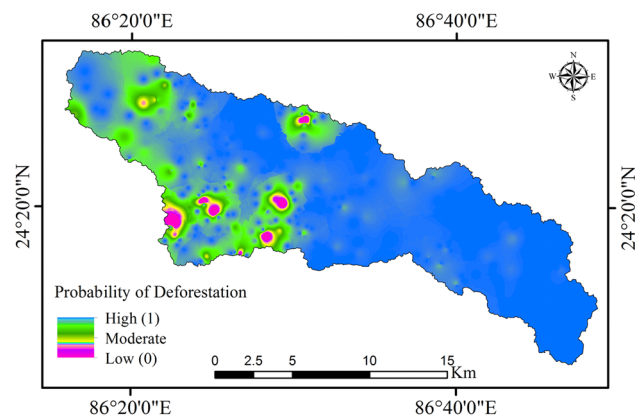 86°20'0"E 86°40'0"E
N
W E
S
24°20'0"N 24°20'0"N
Probability of Deforestation
High (1)
Moderate
Low (0)
0 2.5 5 10 15
Km
86°20'0"E 86°40'0"E